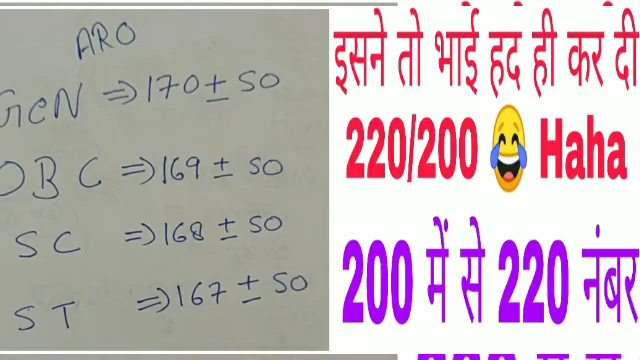 ARO
GEN ⇒ 170 ± 50
OBC ⇒ 169 ± 50
SC ⇒ 168 ± 50
ST ⇒ 167 ± 50
इसने तो भाई हद ही कर दी
220/200 😂 Haha
200 में से 220 नंबर